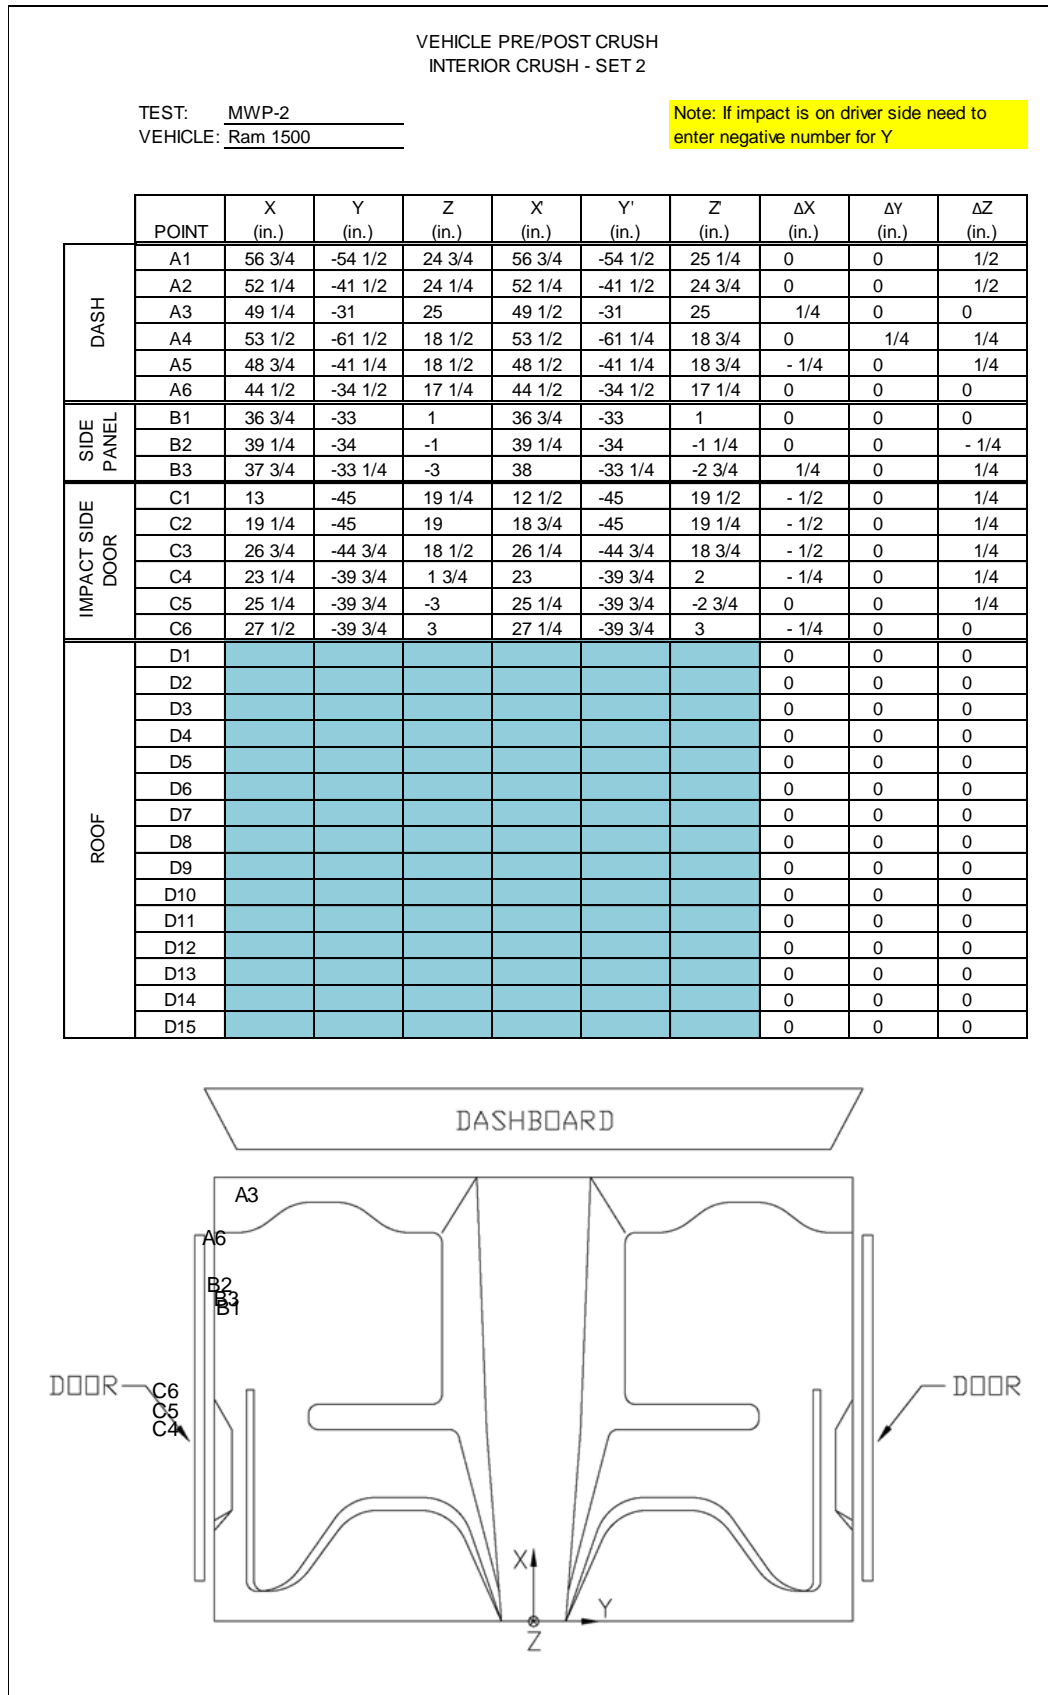 VEHICLE PRE/POST CRUSH
INTERIOR CRUSH - SET 2
TEST: MWP-2
VEHICLE: Ram 1500
Note: If impact is on driver side need to
enter negative number for Y
POINT X (in.) Y (in.) Z (in.) X' (in.) Y' (in.) Z' (in.) ΔX (in.) ΔY (in.) ΔZ (in.)
DASH
A1 56 3/4 -54 1/2 24 3/4 56 3/4 -54 1/2 25 1/4 0 0 1/2
A2 52 1/4 -41 1/2 24 1/4 52 1/4 -41 1/2 24 3/4 0 0 1/2
A3 49 1/4 -31 25 49 1/2 -31 25 1/4 0 0
A4 53 1/2 -61 1/2 18 1/2 53 1/2 -61 1/4 18 3/4 0 1/4 1/4
A5 48 3/4 -41 1/4 18 1/2 48 1/2 -41 1/4 18 3/4 - 1/4 0 1/4
A6 44 1/2 -34 1/2 17 1/4 44 1/2 -34 1/2 17 1/4 0 0 0
SIDE PANEL
B1 36 3/4 -33 1 36 3/4 -33 1 0 0 0
B2 39 1/4 -34 -1 39 1/4 -34 -1 1/4 0 0 - 1/4
B3 37 3/4 -33 1/4 -3 38 -33 1/4 -2 3/4 1/4 0 1/4
IMPACT SIDE DOOR
C1 13 -45 19 1/4 12 1/2 -45 19 1/2 - 1/2 0 1/4
C2 19 1/4 -45 19 18 3/4 -45 19 1/4 - 1/2 0 1/4
C3 26 3/4 -44 3/4 18 1/2 26 1/4 -44 3/4 18 3/4 - 1/2 0 1/4
C4 23 1/4 -39 3/4 1 3/4 23 -39 3/4 2 - 1/4 0 1/4
C5 25 1/4 -39 3/4 -3 25 1/4 -39 3/4 -2 3/4 0 0 1/4
C6 27 1/2 -39 3/4 3 27 1/4 -39 3/4 3 - 1/4 0 0
ROOF
D1 0 0 0
D2 0 0 0
D3 0 0 0
D4 0 0 0
D5 0 0 0
D6 0 0 0
D7 0 0 0
D8 0 0 0
D9 0 0 0
D10 0 0 0
D11 0 0 0
D12 0 0 0
D13 0 0 0
D14 0 0 0
D15 0 0 0
DASHBOARD
A3
A6
B2
B3
B1
DOOR
C6
C5
C4
DOOR
X
Y
Z